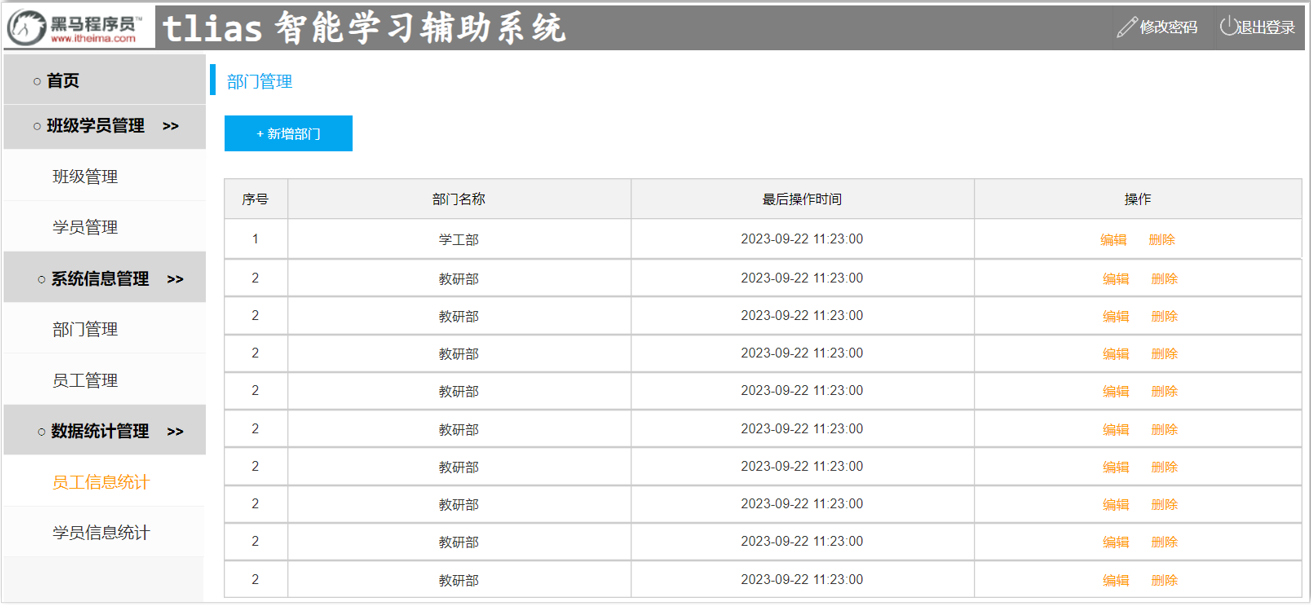 黑马程序员™
www.itheima.com
tlias 智能学习辅助系统
修改密码 退出登录
○ 首页
○ 班级学员管理 >>
班级管理
学员管理
○ 系统信息管理 >>
部门管理
员工管理
○ 数据统计管理 >>
员工信息统计
学员信息统计
部门管理
+ 新增部门
序号 部门名称 最后操作时间 操作
1 学工部 2023-09-22 11:23:00 编辑 删除
2 教研部 2023-09-22 11:23:00 编辑 删除
2 教研部 2023-09-22 11:23:00 编辑 删除
2 教研部 2023-09-22 11:23:00 编辑 删除
2 教研部 2023-09-22 11:23:00 编辑 删除
2 教研部 2023-09-22 11:23:00 编辑 删除
2 教研部 2023-09-22 11:23:00 编辑 删除
2 教研部 2023-09-22 11:23:00 编辑 删除
2 教研部 2023-09-22 11:23:00 编辑 删除
2 教研部 2023-09-22 11:23:00 编辑 删除